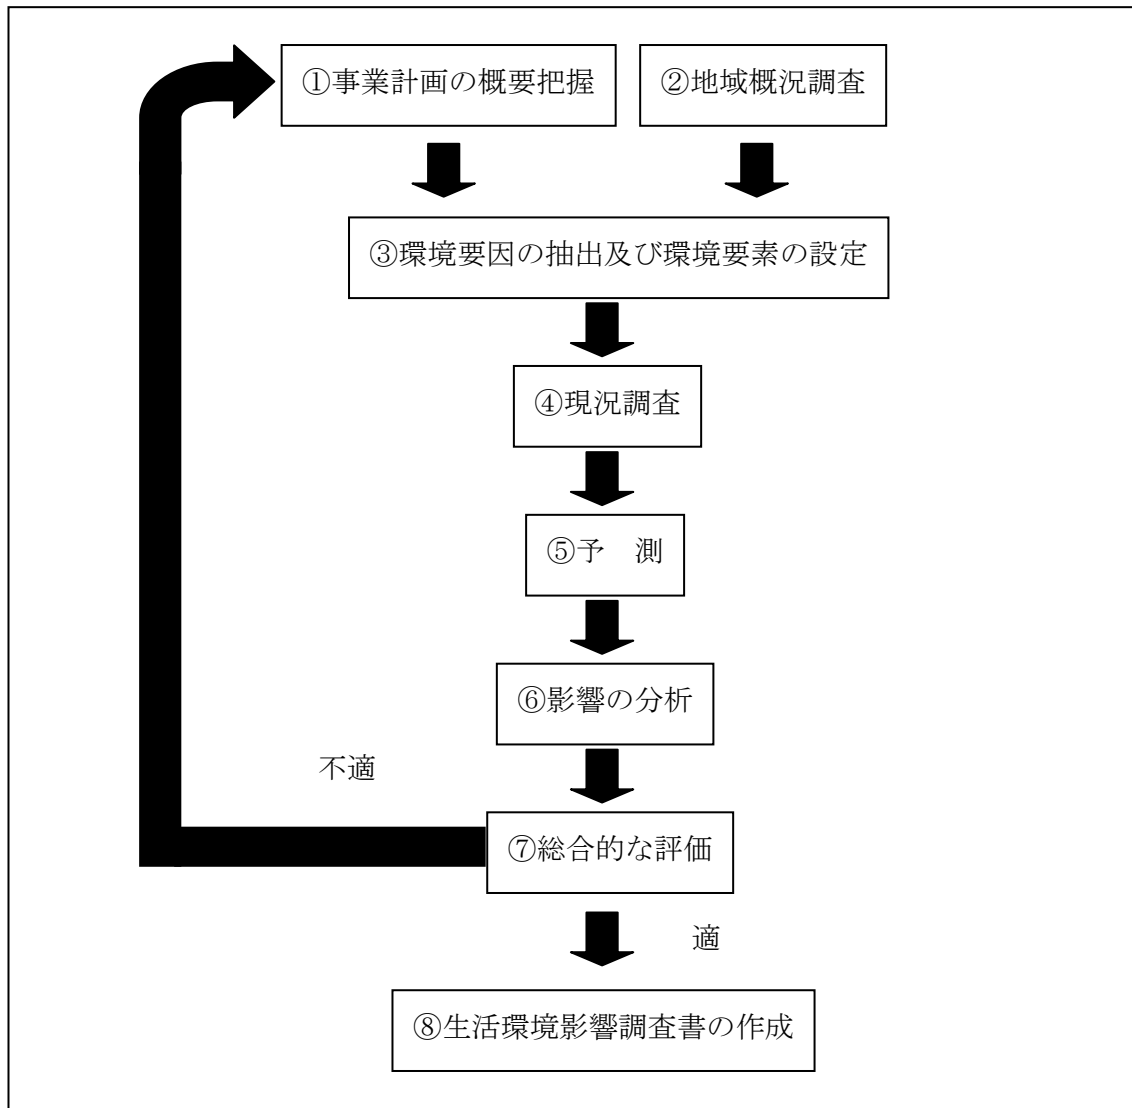 ①事業計画の概要把握
②地域概況調査
③環境要因の抽出及び環境要素の設定
④現況調査
⑤予　測
⑥影響の分析
不適
⑦総合的な評価
適
⑧生活環境影響調査書の作成